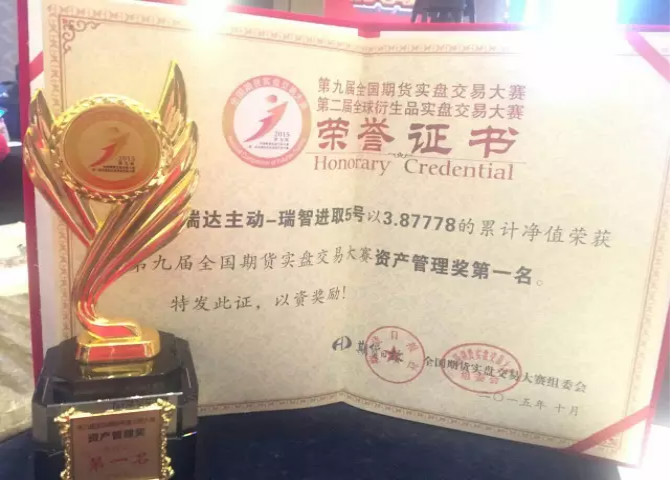 第九届全国期货实盘交易大赛
第二届全球衍生品实盘交易大赛
荣誉证书
Honorary Credential
瑞达主动-瑞智进取5号以3.87778的累计净值荣获
第九届全国期货实盘交易大赛资产管理奖第一名。
特发此证，以资奖励！
全国期货实盘交易大赛组委会
二〇一五年 十月
2015
2015
资产管理奖
第一名